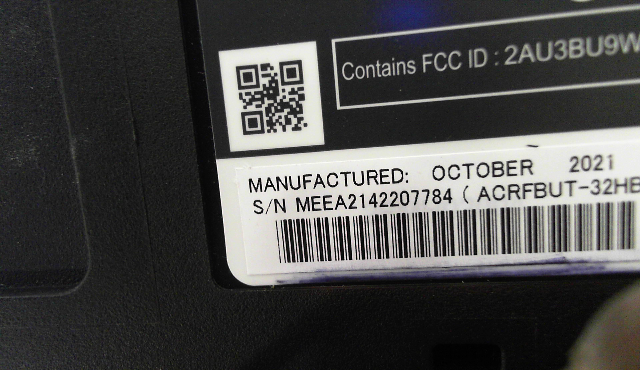 Contains FCC ID : 2AU3BU9W
MANUFACTURED: OCTOBER 2021
S/N MEEA2142207784 ( ACRFBUT-32HB